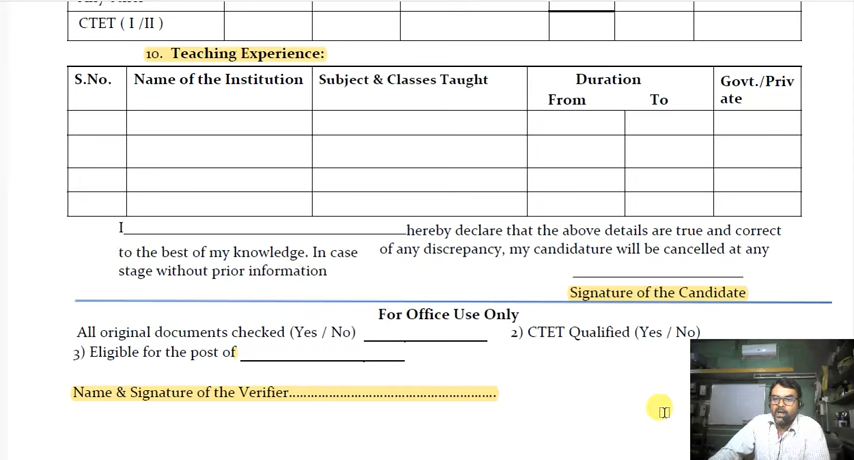 CTET ( I /II )
10. Teaching Experience:
S.No. Name of the Institution Subject & Classes Taught Duration Govt./Priv
From To ate
I hereby declare that the above details are true and correct
to the best of my knowledge. In case of any discrepancy, my candidature will be cancelled at any
stage without prior information
Signature of the Candidate
For Office Use Only
All original documents checked (Yes / No) 2) CTET Qualified (Yes / No)
3) Eligible for the post of
Name & Signature of the Verifier.........................................................